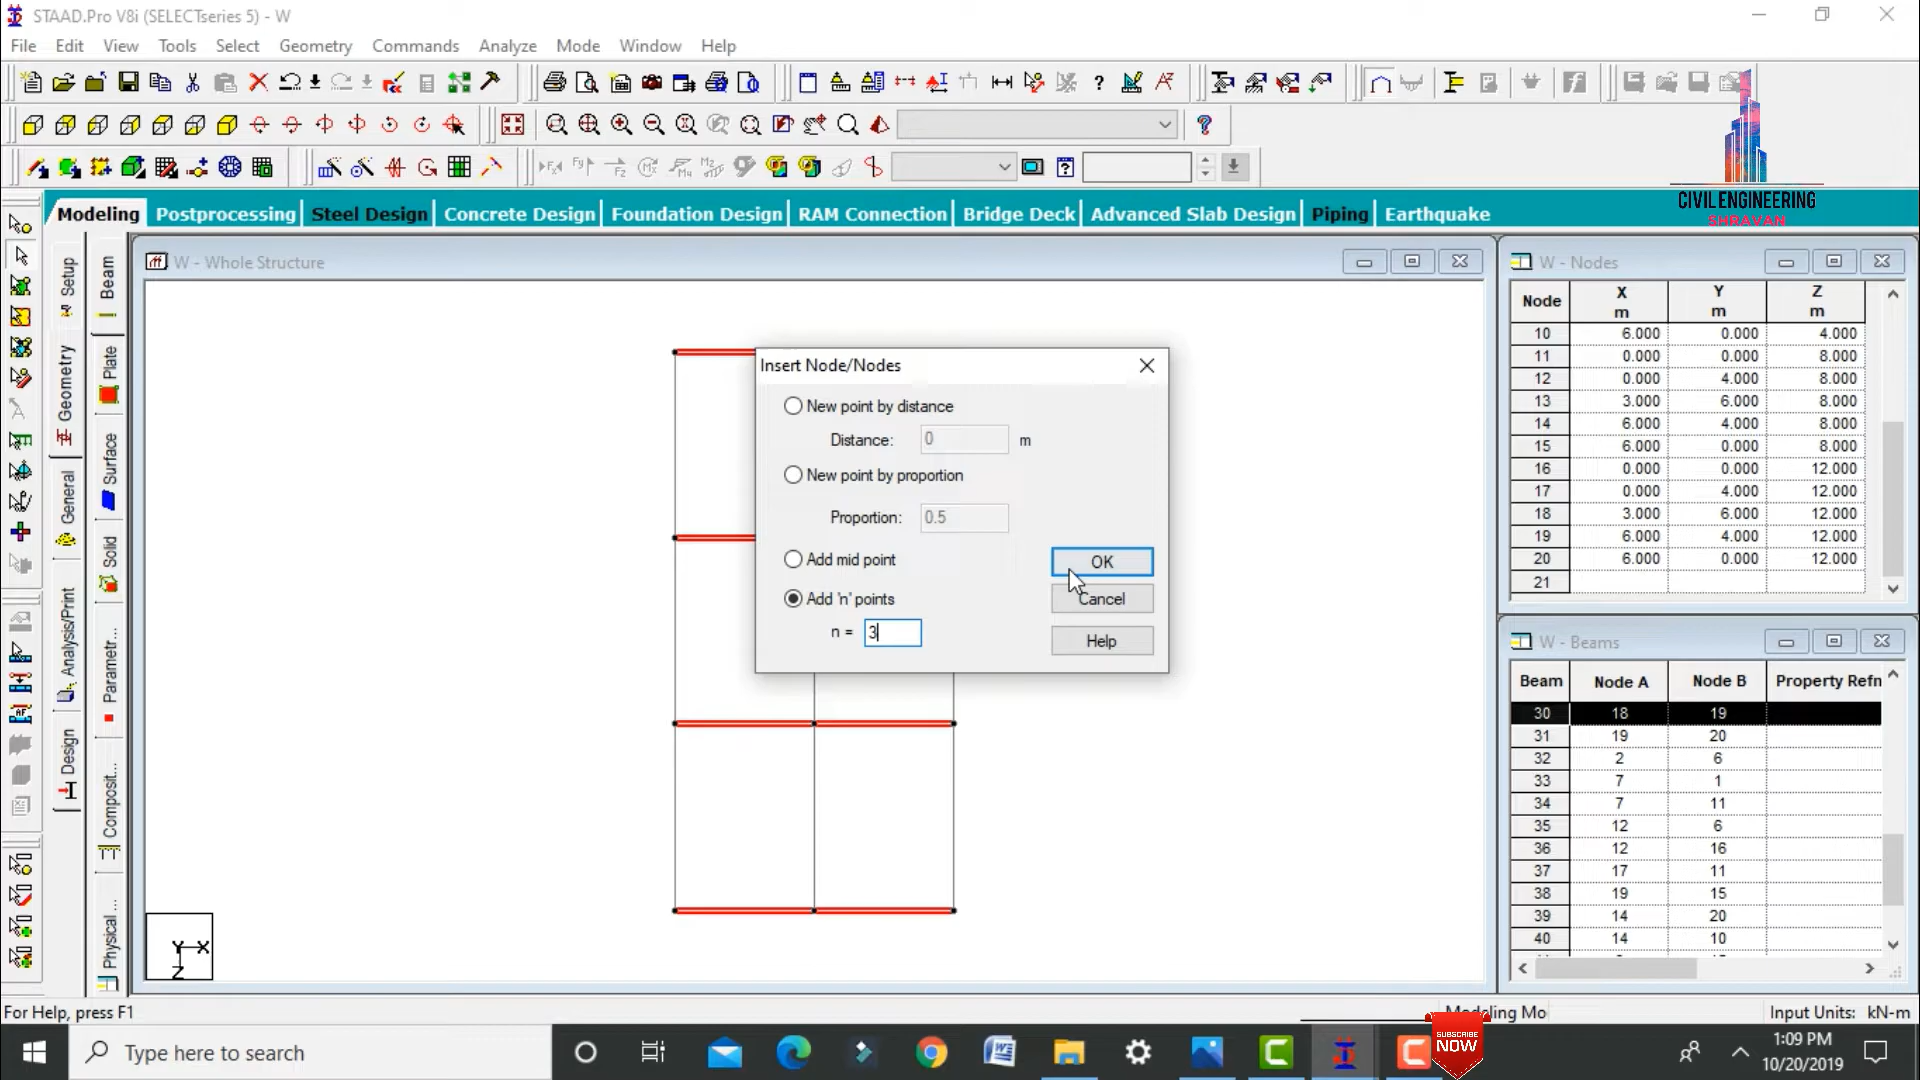 STAAD.Pro V8i (SELECTseries 5) - W
File Edit View Tools Select Geometry Commands Analyze Mode Window Help
CIVIL ENGINEERING
SHRAVAN
Modeling Postprocessing Steel Design Concrete Design Foundation Design RAM Connection Bridge Deck Advanced Slab Design Piping Earthquake
Setup
Geometry
General
Analysis/Print
Design
Beam
Plate
Surface
Solid
Parametr...
Composit...
Physical ...
W - Whole Structure
Insert Node/Nodes
New point by distance
Distance: 0 m
New point by proportion
Proportion: 0.5
Add mid point
Add 'n' points
n = 3
OK
Cancel
Help
Y X
Z
W - Nodes
Node X m Y m Z m
10 6.000 0.000 4.000
11 0.000 0.000 8.000
12 0.000 4.000 8.000
13 3.000 6.000 8.000
14 6.000 4.000 8.000
15 6.000 0.000 8.000
16 0.000 0.000 12.000
17 0.000 4.000 12.000
18 3.000 6.000 12.000
19 6.000 4.000 12.000
20 6.000 0.000 12.000
21
W - Beams
Beam Node A Node B Property Refn
30 18 19
31 19 20
32 2 6
33 7 1
34 7 11
35 12 6
36 12 16
37 17 11
38 19 15
39 14 20
40 14 10
For Help, press F1
Modeling Mo
Input Units: kN-m
SUBSCRIBE
NOW
Type here to search
1:09 PM
10/20/2019